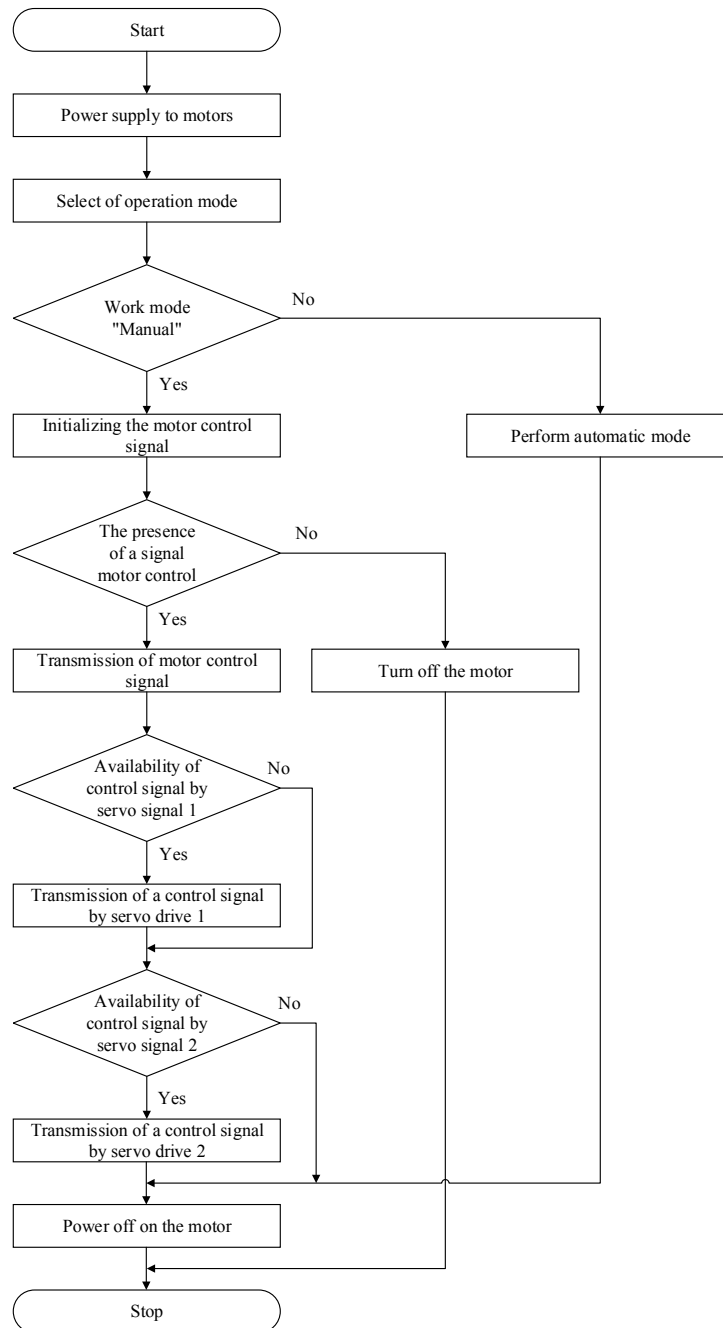 Start
Power supply to motors
Select of operation mode
Work mode
"Manual"
No
Yes
Initializing the motor control
signal
Perform automatic mode
The presence
of a signal
motor control
No
Yes
Transmission of motor control
signal
Turn off the motor
Availability of
control signal by
servo signal 1
No
Yes
Transmission of a control signal
by servo drive 1
Availability of
control signal by
servo signal 2
No
Yes
Transmission of a control signal
by servo drive 2
Power off on the motor
Stop